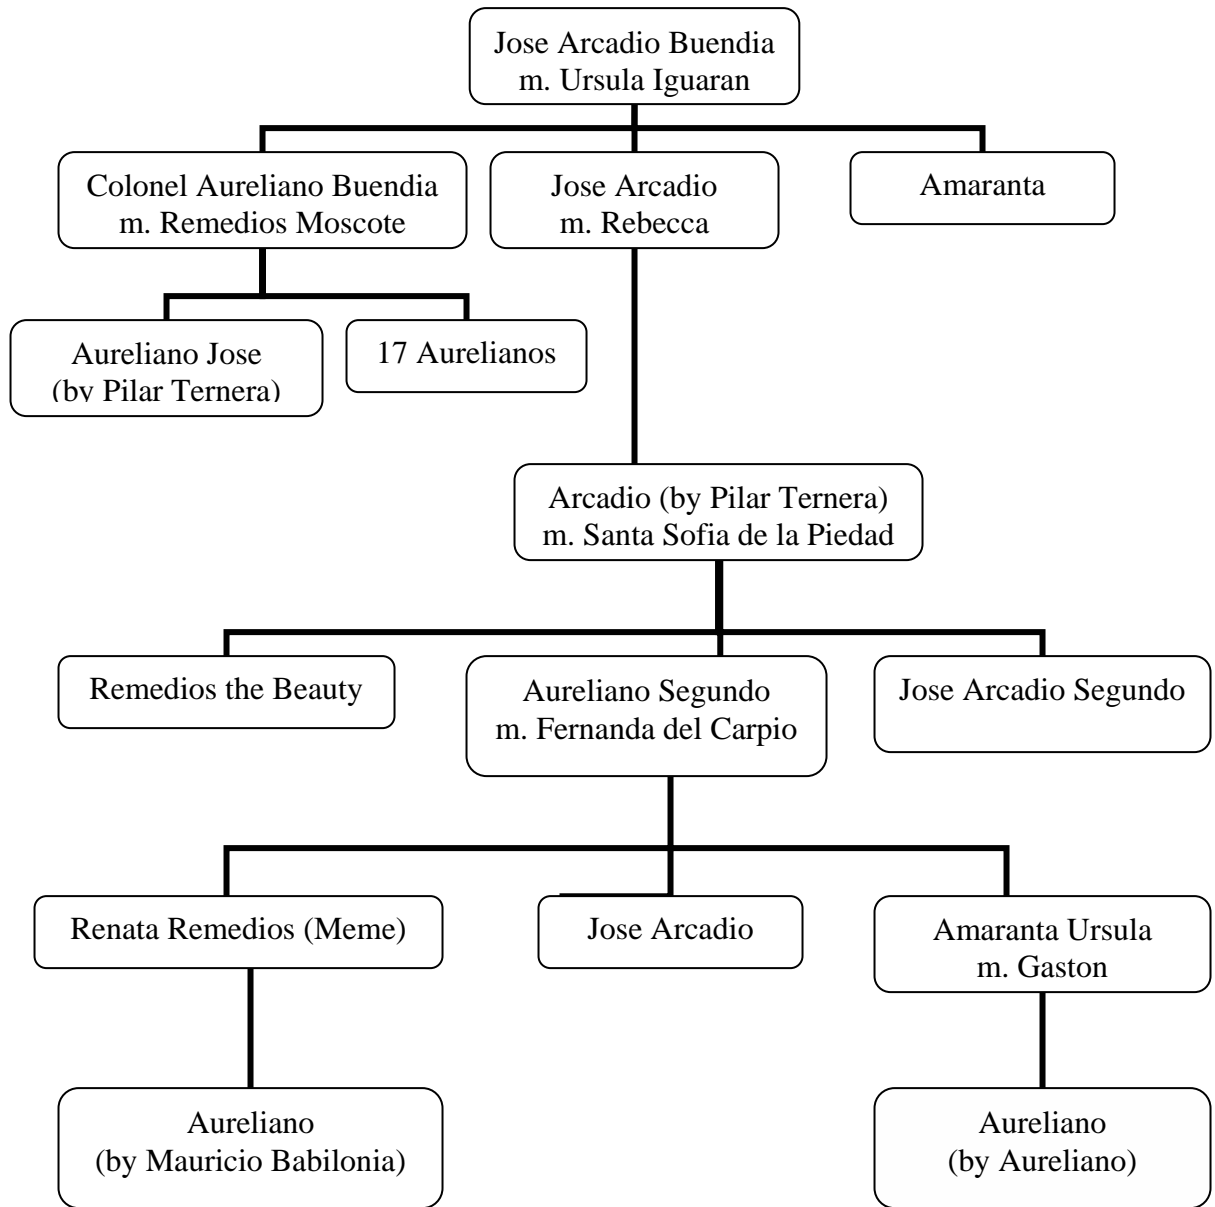 Jose Arcadio Buendia
m. Ursula Iguaran
Colonel Aureliano Buendia
m. Remedios Moscote
Jose Arcadio
m. Rebecca
Amaranta
Aureliano Jose
(by Pilar Ternera)
17 Aurelianos
Arcadio (by Pilar Ternera)
m. Santa Sofia de la Piedad
Remedios the Beauty
Aureliano Segundo
m. Fernanda del Carpio
Jose Arcadio Segundo
Renata Remedios (Meme)
Jose Arcadio
Amaranta Ursula
m. Gaston
Aureliano
(by Mauricio Babilonia)
Aureliano
(by Aureliano)